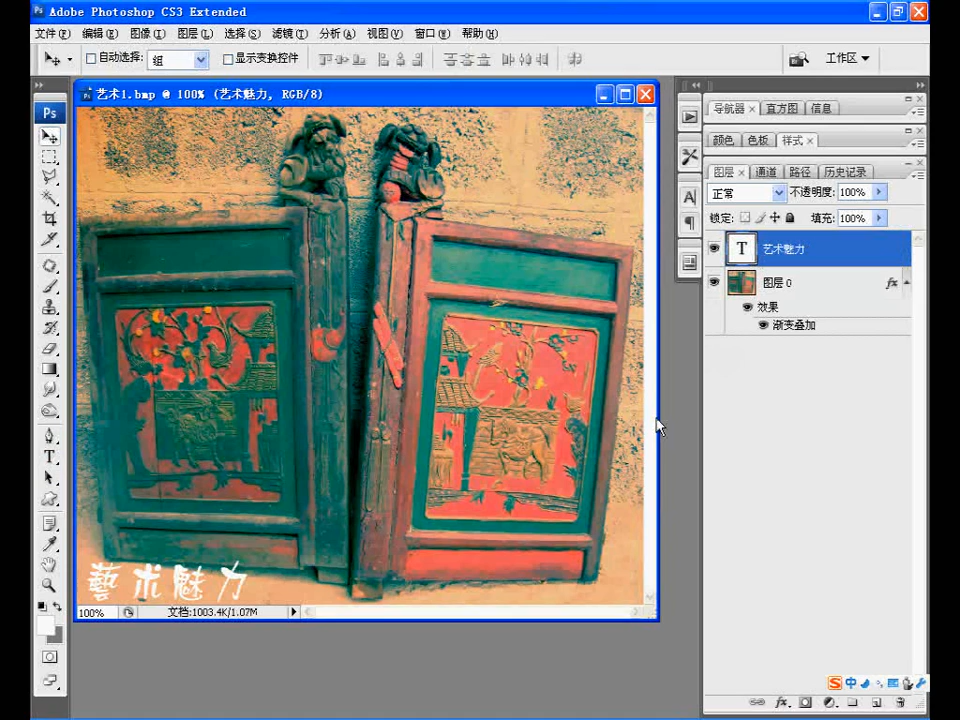 Adobe Photoshop CS3 Extended
文件(F) 编辑(E) 图像(I) 图层(L) 选择(S) 滤镜(T) 分析(A) 视图(V) 窗口(W) 帮助(H)
自动选择: 组 显示变换控件 工作区
艺术1.bmp @ 100% (艺术魅力, RGB/8)
Ps
导航器 × 直方图 信息
颜色 色板 样式 ×
图层 × 通道 路径 历史记录
正常 不透明度: 100%
锁定: 填充: 100%
T 艺术魅力
图层 0 fx
效果
渐变叠加
藝术魅力
100% 文档:1003.4K/1.07M
S 中
fx